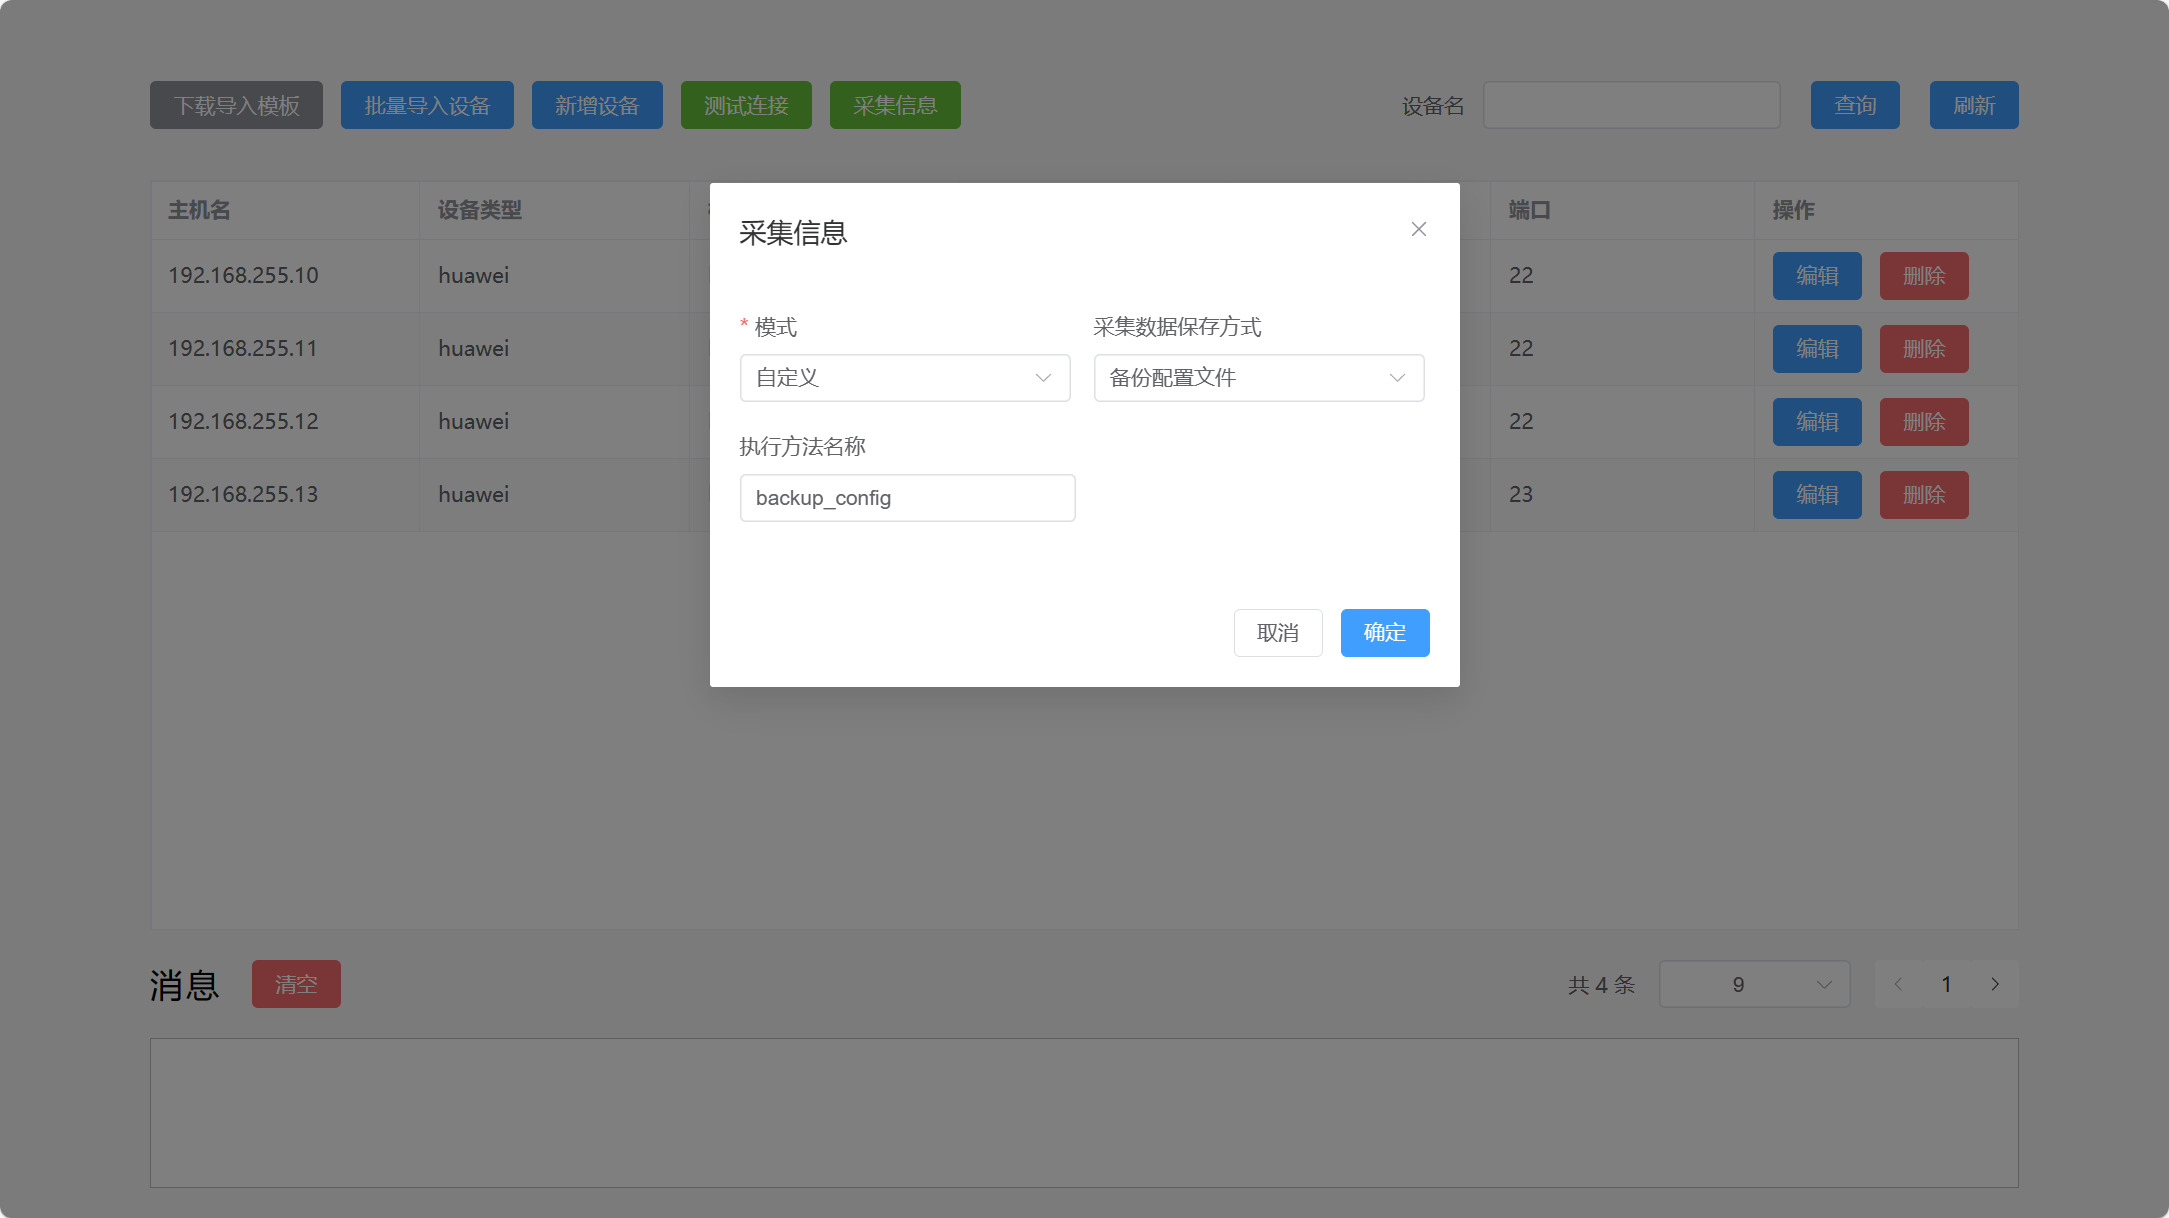 下载导入模板 批量导入设备 新增设备 测试连接 采集信息 设备名 查询 刷新
主机名 设备类型 端口 操作
192.168.255.10 huawei 22 编辑 删除
192.168.255.11 huawei 22 编辑 删除
192.168.255.12 huawei 22 编辑 删除
192.168.255.13 huawei 23 编辑 删除
采集信息
* 模式 采集数据保存方式
自定义 备份配置文件
执行方法名称
backup_config
取消 确定
消息 清空 共 4 条 9 1